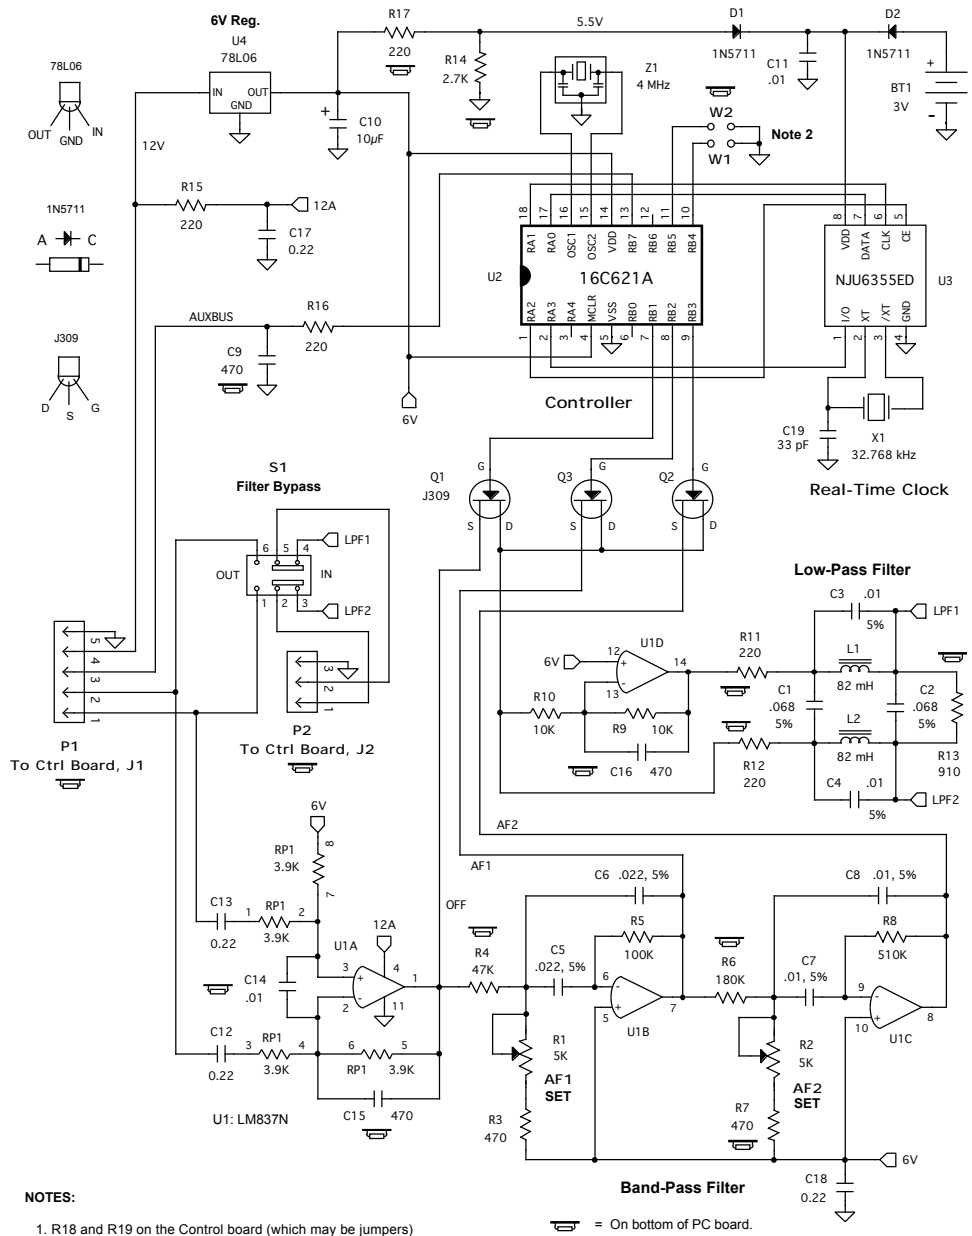 6V Reg.
U4
78L06
IN
OUT
GND
78L06
OUT
GND
IN
12V
R17
220
5.5V
R14
2.7K
C10
10µF
+
Z1
4 MHz
D1
1N5711
D2
1N5711
C11
.01
BT1
3V
+
-
W2
W1
Note 2
R15
220
12A
C17
0.22
1N5711
A
C
AUXBUS
R16
220
C9
470
J309
D
S
G
6V
U2
16C621A
18
17
16
15
14
13
12
11
10
RA1
RA0
OSC1
OSC2
VDD
RB7
RB6
RB5
RB4
RA2
RA3
RA4
MCLR
VSS
RB0
RB1
RB2
RB3
1
2
3
4
5
6
7
8
9
Controller
8
7
6
5
VDD
DATA
CLK
CE
NJU6355ED
U3
I/O
XT
/XT
GND
1
2
3
4
C19
33 pF
X1
32.768 kHz
Real-Time Clock
S1
Filter Bypass
6
5
4
OUT
IN
1
2
3
LPF1
LPF2
Q1
J309
G
S
D
Q3
G
S
D
Q2
G
S
D
5
4
3
2
1
P1
To Ctrl Board, J1
3
2
1
P2
To Ctrl Board, J2
6V
12
+
13
-
U1D
14
R10
10K
R9
10K
C16
470
R11
220
R12
220
Low-Pass Filter
C3
.01
5%
LPF1
L1
82 mH
C1
.068
5%
C2
.068
5%
L2
82 mH
R13
910
C4
.01
5%
LPF2
AF2
AF1
OFF
6V
8
RP1
3.9K
7
C13
0.22
1
RP1
2
3.9K
C14
.01
U1A
12A
3
+
4
2
-
11
1
C12
0.22
3
RP1
4
3.9K
6
5
RP1
3.9K
C15
470
U1: LM837N
R4
47K
C5
.022, 5%
C6
.022, 5%
R5
100K
6
-
5
+
7
U1B
R1
5K
AF1
SET
R3
470
R6
180K
C7
.01, 5%
C8
.01, 5%
R8
510K
9
-
10
+
8
U1C
R2
5K
AF2
SET
R7
470
6V
C18
0.22
Band-Pass Filter
NOTES:
1. R18 and R19 on the Control board (which may be jumpers)
= On bottom of PC board.